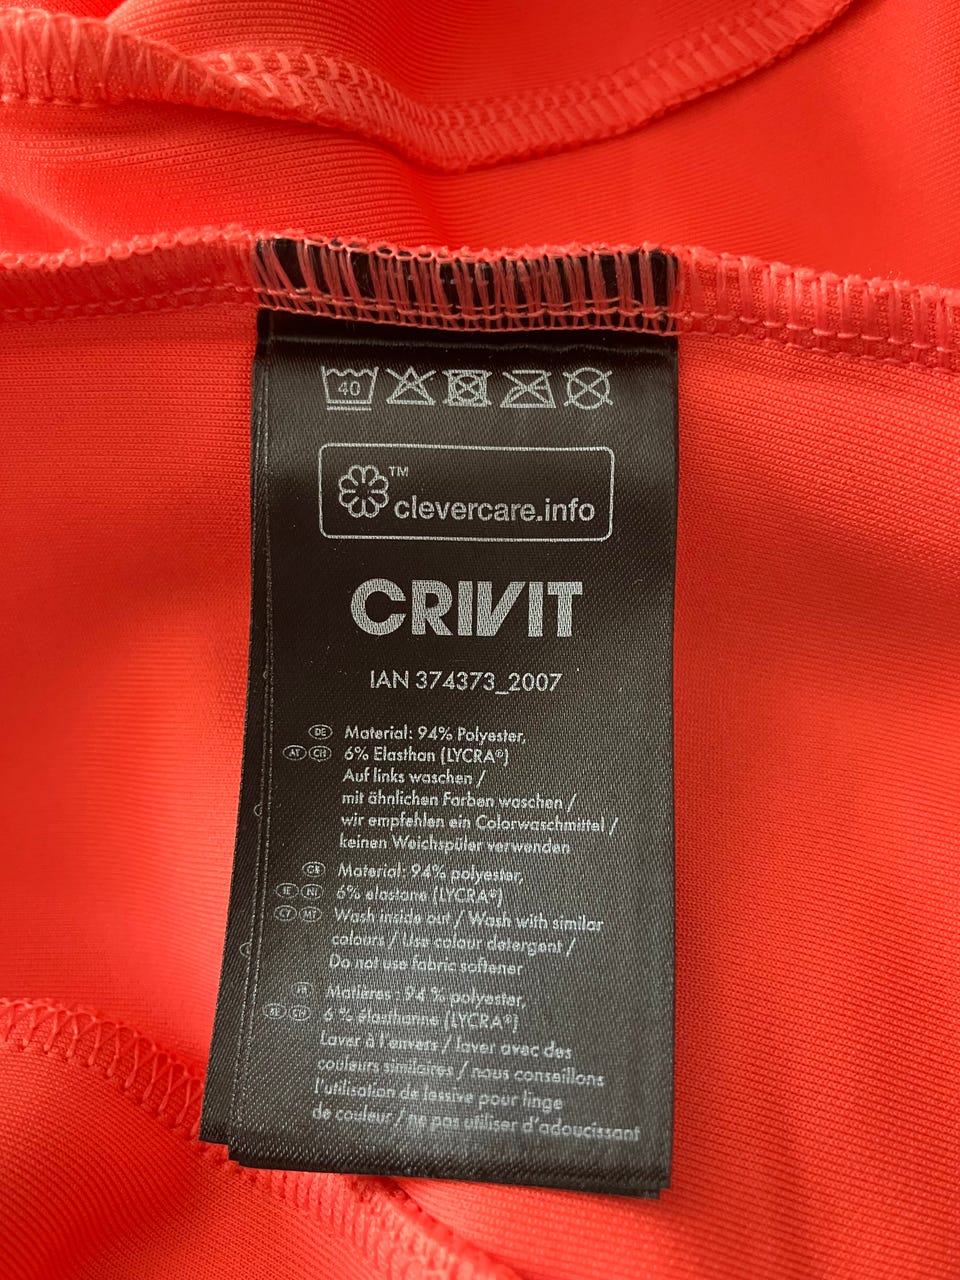 40
™
clevercare.info
CRIVIT
IAN 374373_2007
DE Material: 94% Polyester,
AT CH 6% Elasthan (LYCRA®)
Auf links waschen /
mit ähnlichen Farben waschen /
wir empfehlen ein Colorwaschmittel /
keinen Weichspüler verwenden
GB Material: 94% polyester,
IE NI 6% elastane (LYCRA®)
CY MT Wash inside out / Wash with similar
colours / Use colour detergent /
Do not use fabric softener
FR Matières : 94 % polyester,
BE CH 6 % élasthanne (LYCRA®)
Laver à l'envers / laver avec des
couleurs similaires / nous conseillons
l'utilisation de lessive pour linge
de couleur / ne pas utiliser d'adoucissant